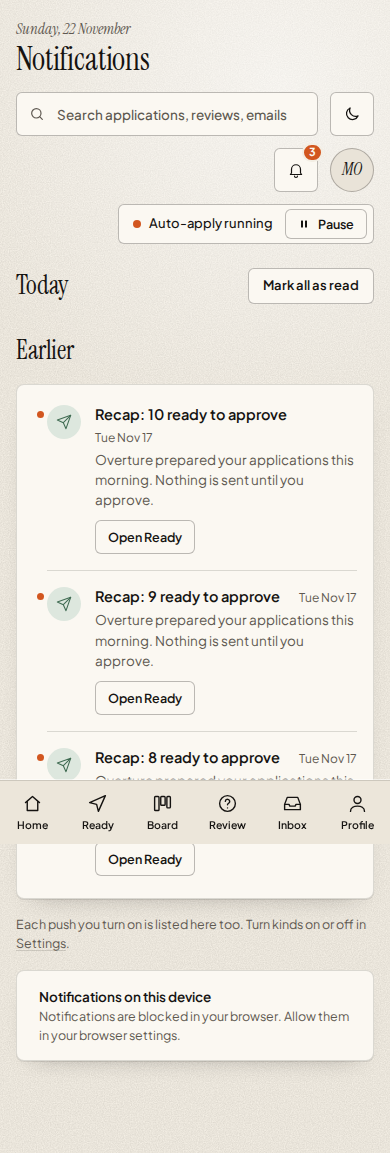 Sunday, 22 November
Notifications
Search applications, reviews, emails
3
MO
Auto-apply running
Pause
Today
Mark all as read
Earlier
Recap: 10 ready to approve
Tue Nov 17
Overture prepared your applications this
morning. Nothing is sent until you
approve.
Open Ready
Recap: 9 ready to approve Tue Nov 17
Overture prepared your applications this
morning. Nothing is sent until you
approve.
Open Ready
Recap: 8 ready to approve Tue Nov 17
Overture prepared your applications this
Home Ready Board Review Inbox Profile
Open Ready
Each push you turn on is listed here too. Turn kinds on or off in
Settings.
Notifications on this device
Notifications are blocked in your browser. Allow them
in your browser settings.